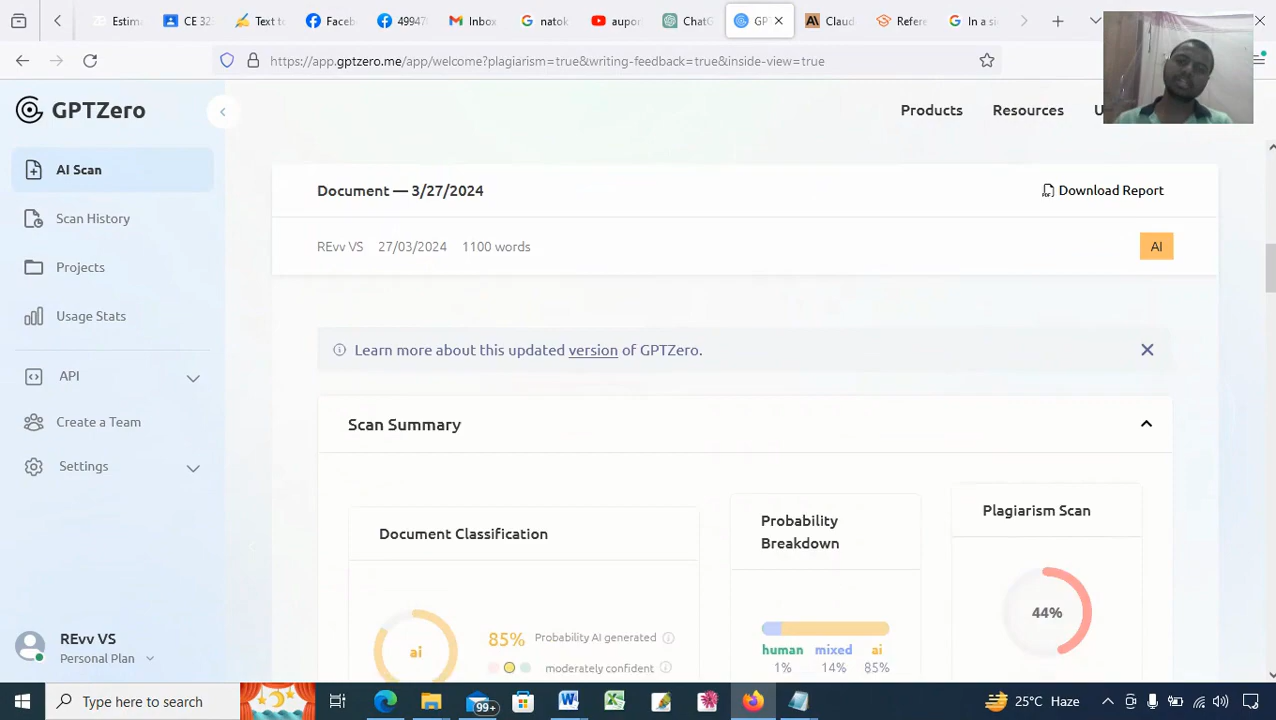 Estima
CE 32
Text to
Faceb
49947
Inbox
natok
aupo
ChatG
GP
Claud
Refere
In a si
https://app.gptzero.me/app/welcome?plagiarism=true&writing-feedback=true&inside-view=true
GPTZero
Products
Resources
AI Scan
Scan History
Projects
Usage Stats
API
Create a Team
Settings
REvv VS
Personal Plan
Document — 3/27/2024
Download Report
REvv VS 27/03/2024 1100 words
AI
Learn more about this updated version of GPTZero.
Scan Summary
Document Classification
ai
85% Probability AI generated
moderately confident
Probability
Breakdown
human mixed ai
1% 14% 85%
Plagiarism Scan
44%
Type here to search
99+
25°C Haze